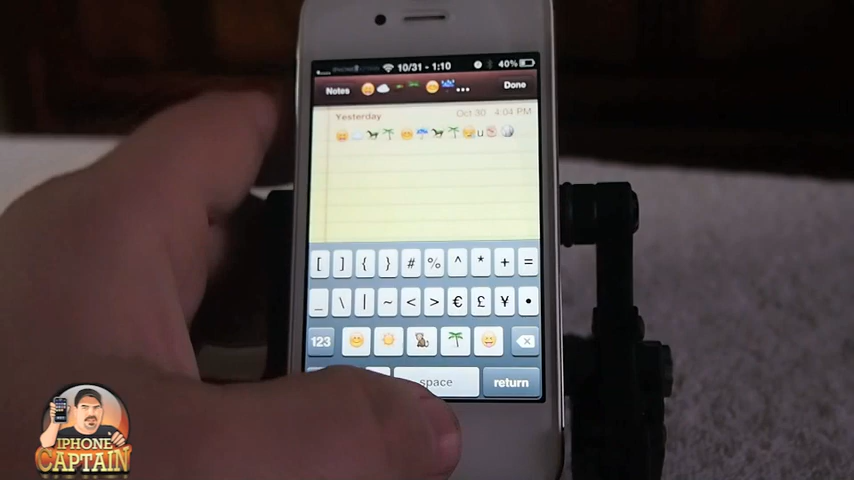 10/31 - 1:10 40%
Notes ... Done
Yesterday Oct 30 4:04 PM
u
[ ] { } # % ^ * + =
_ \ | ~ < > € £ ¥ •
123
space return
IPHONE
CAPTAIN